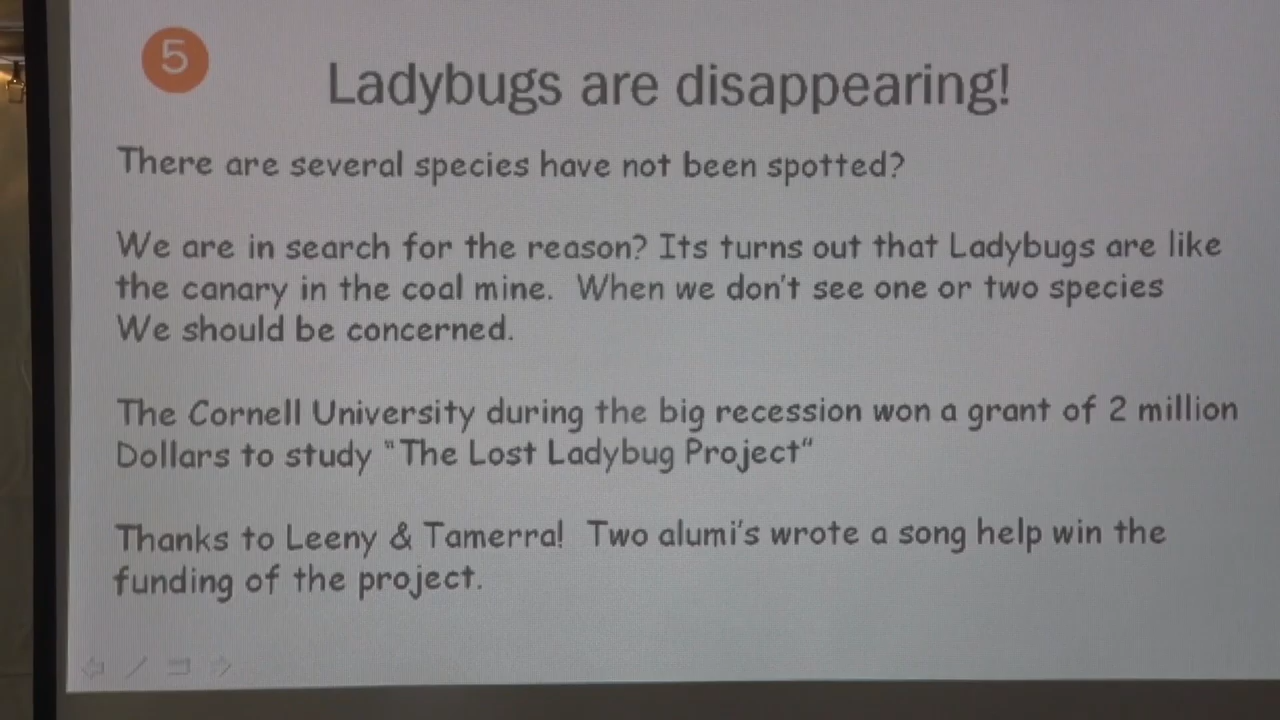 5
Ladybugs are disappearing!
There are several species have not been spotted?
We are in search for the reason? Its turns out that Ladybugs are like
the canary in the coal mine. When we don't see one or two species
We should be concerned.
The Cornell University during the big recession won a grant of 2 million
Dollars to study "The Lost Ladybug Project“
Thanks to Leeny & Tamerra! Two alumi's wrote a song help win the
funding of the project.